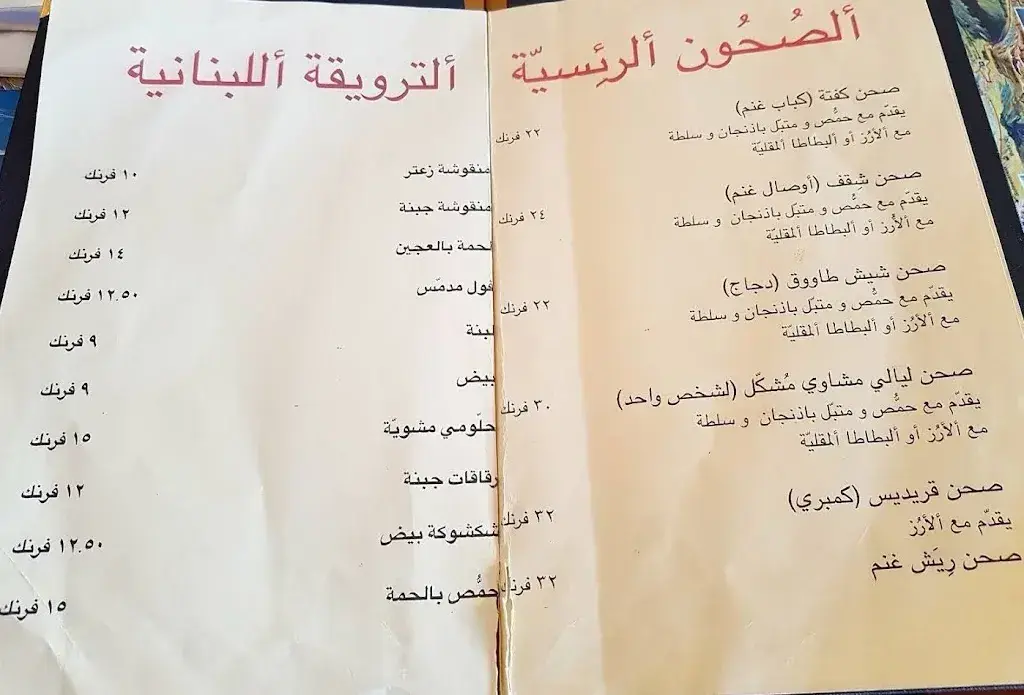 ألصُحُون ألرئِسيّة
صحن كفتة (كباب غنم)
يقدّم مع حمُّص و متبّل باذنجان و سلطة
مع ألأرُز أو ألبطاطا ألمقليّة
٢٢ فرنك
صحن شِقف (أوصال غنم)
يقدّم مع حمُّص و متبّل باذنجان و سلطة
مع ألأرُز أو ألبطاطا ألمقليّة
٢٤ فرنك
صحن شيش طاووق (دجاج)
يقدّم مع حمُّص و متبّل باذنجان و سلطة
مع ألأرُز أو ألبطاطا ألمقليّة
٢٢ فرنك
صحن ليالي مشاوي مُشكّل (لشخص واحد)
يقدّم مع حمُّص و متبّل باذنجان و سلطة
مع ألأرُز أو ألبطاطا ألمقليّة
٣٠ فرنك
صحن قريديس (كمبري)
يقدّم مع ألأرُز
٣٢ فرنك
صحن رِيَش غنم
٣٢ فرنك
ألترويقة أللبنانية
منقوشة زعتر ١٠ فرنك
منقوشة جبنة ١٢ فرنك
لحمة بالعجين ١٤ فرنك
فول مدمّس ١٢.٥٠ فرنك
لبنة ٩ فرنك
بيض ٩ فرنك
حلّومي مشويّة ١٥ فرنك
رقاقات جبنة ١٢ فرنك
شكشوكة بيض ١٢.٥٠ فرنك
حمُّص بالحمة ١٥ فرنك